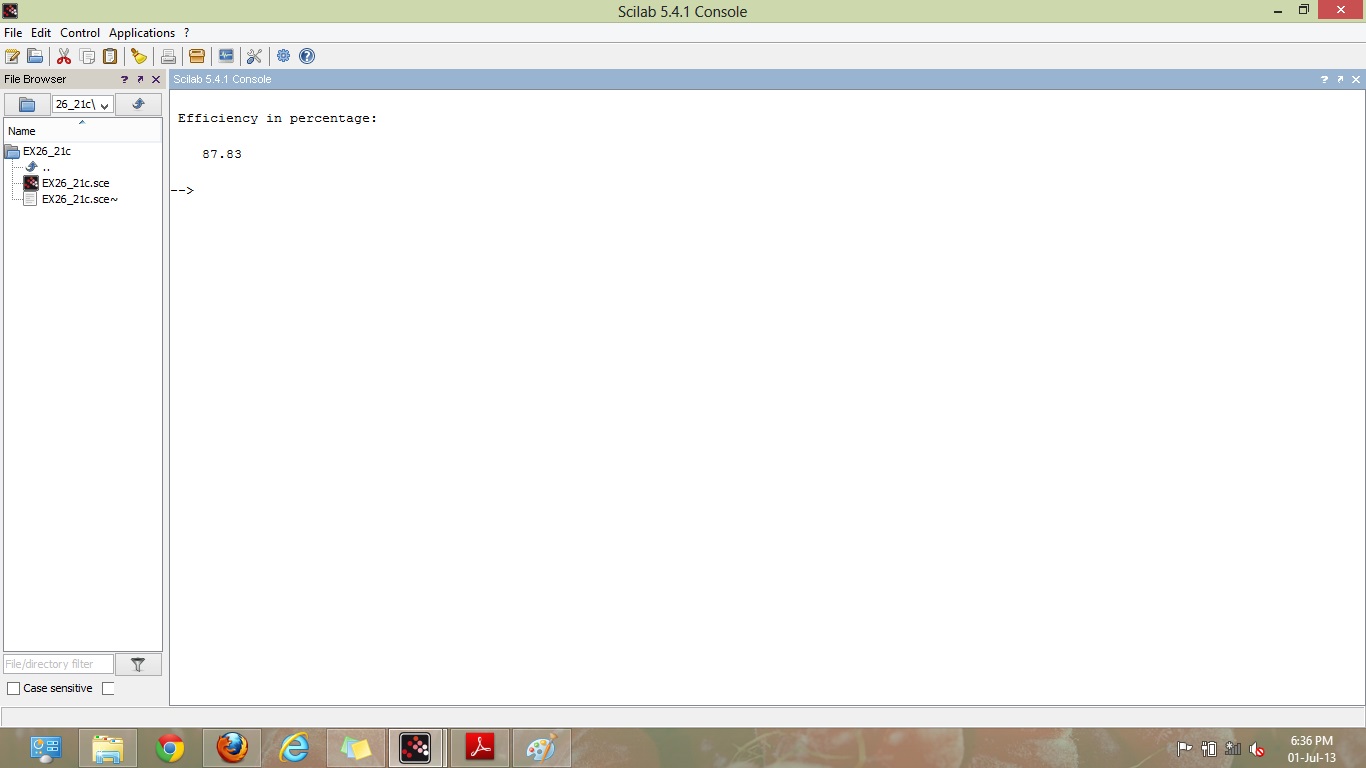 Scilab 5.4.1 Console
File Edit Control Applications ?
File Browser ? 
Scilab 5.4.1 Console ?
26_21c\
Name
EX26_21c
..
EX26_21c.sce
EX26_21c.sce~
Efficiency in percentage:
87.83
-->
File/directory filter
Case sensitive
6:36 PM
01-Jul-13